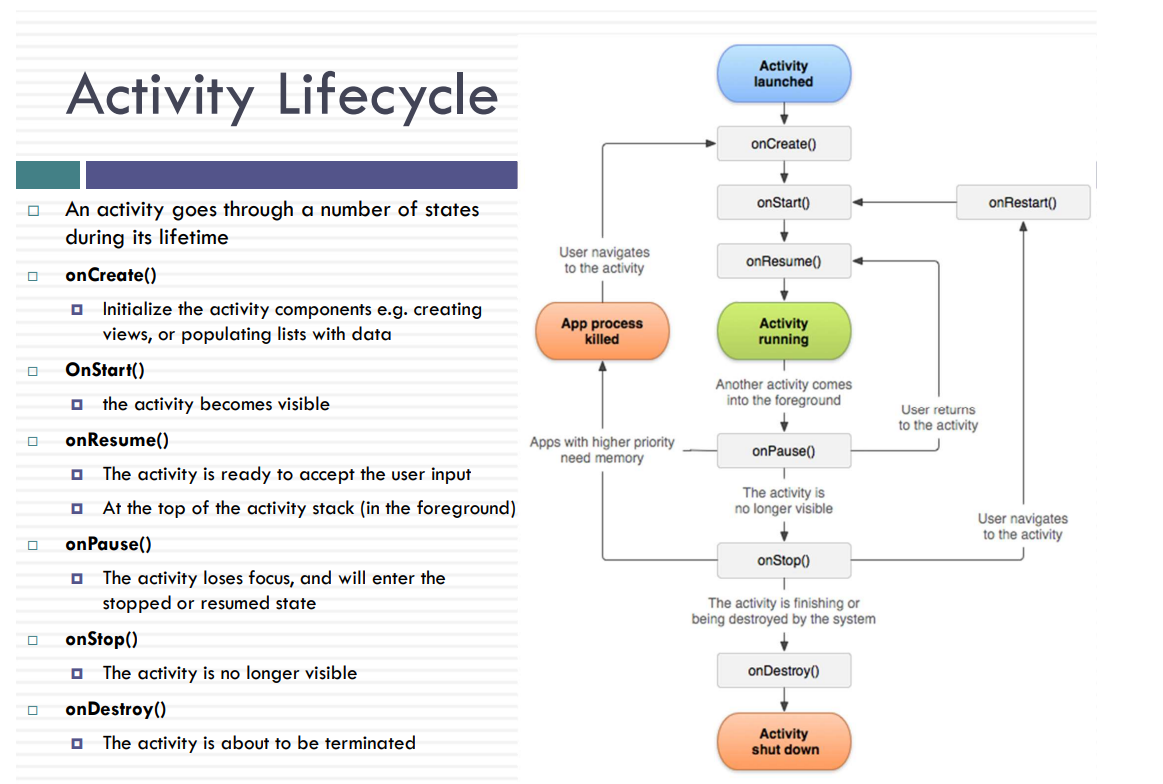 Activity Lifecycle
An activity goes through a number of states
during its lifetime
onCreate()
Initialize the activity components e.g. creating
views, or populating lists with data
OnStart()
the activity becomes visible
onResume()
The activity is ready to accept the user input
At the top of the activity stack (in the foreground)
onPause()
The activity loses focus, and will enter the
stopped or resumed state
onStop()
The activity is no longer visible
onDestroy()
The activity is about to be terminated
Activity
launched
onCreate()
onStart()
onRestart()
onResume()
User navigates
to the activity
App process
killed
Activity
running
Another activity comes
into the foreground
User returns
to the activity
Apps with higher priority
need memory
onPause()
The activity is
no longer visible
User navigates
to the activity
onStop()
The activity is finishing or
being destroyed by the system
onDestroy()
Activity
shut down